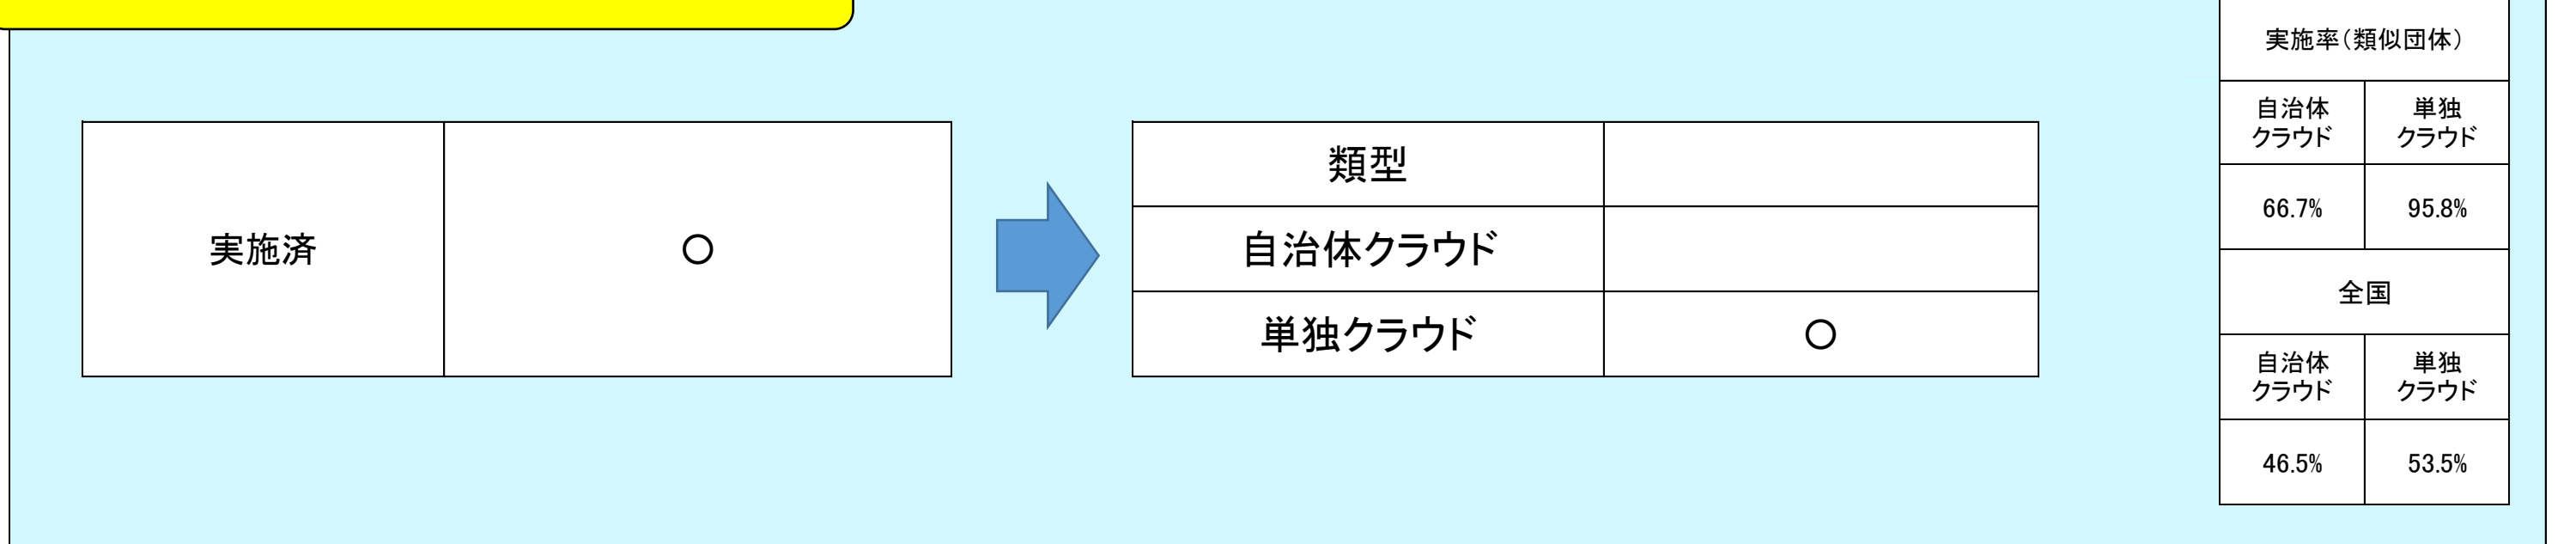 実施済 ○
類型
自治体クラウド
単独クラウド ○
実施率(類似団体)
自治体 単独
クラウド クラウド
66.7% 95.8%
全国
自治体 単独
クラウド クラウド
46.5% 53.5%